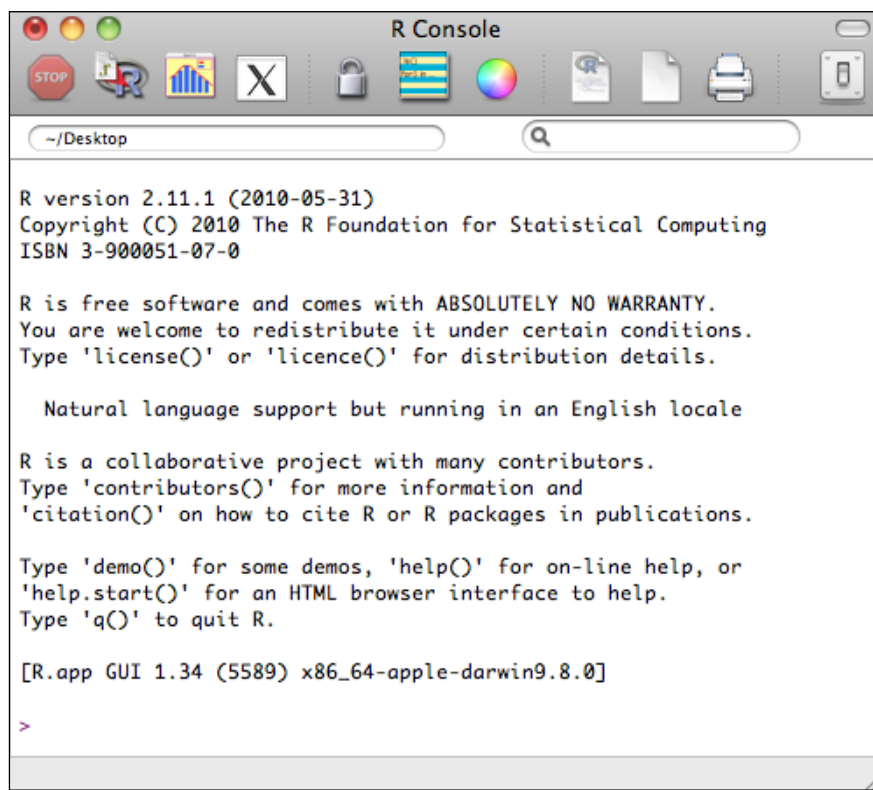 R Console
STOP
X
~/Desktop
R version 2.11.1 (2010-05-31)
Copyright (C) 2010 The R Foundation for Statistical Computing
ISBN 3-900051-07-0
R is free software and comes with ABSOLUTELY NO WARRANTY.
You are welcome to redistribute it under certain conditions.
Type 'license()' or 'licence()' for distribution details.
Natural language support but running in an English locale
R is a collaborative project with many contributors.
Type 'contributors()' for more information and
'citation()' on how to cite R or R packages in publications.
Type 'demo()' for some demos, 'help()' for on-line help, or
'help.start()' for an HTML browser interface to help.
Type 'q()' to quit R.
[R.app GUI 1.34 (5589) x86_64-apple-darwin9.8.0]
>